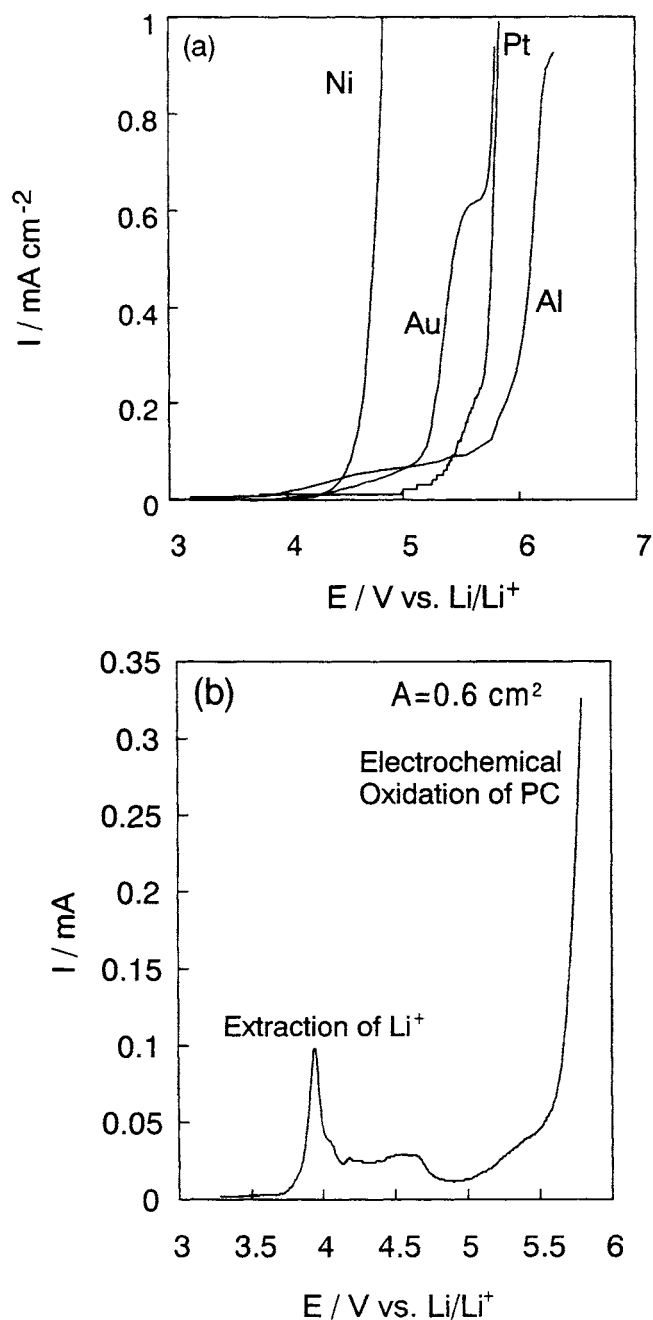 (a)
Ni
Pt
Au
Al
1
0.8
0.6
0.4
0.2
0
I / mA cm⁻²
3 4 5 6 7
E / V vs. Li/Li⁺
(b)
A=0.6 cm²
Electrochemical
Oxidation of PC
Extraction of Li⁺
0.35
0.3
0.25
0.2
0.15
0.1
0.05
0
I / mA
3 3.5 4 4.5 5 5.5 6
E / V vs. Li/Li⁺